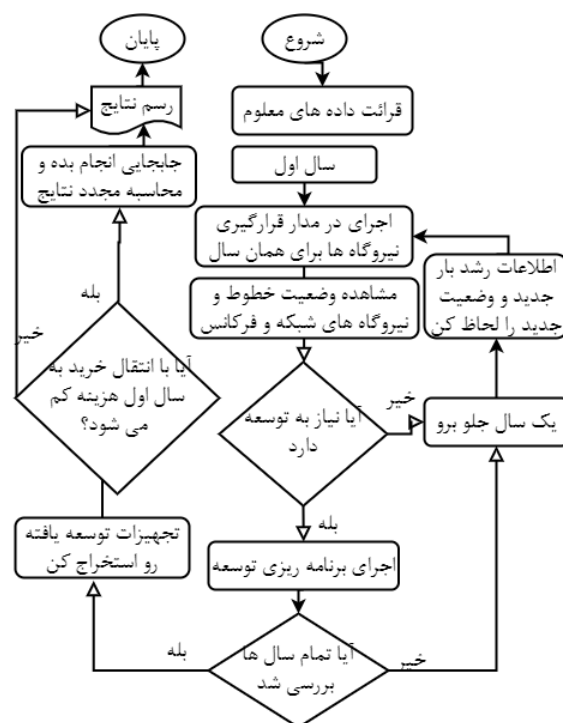 شروع
قرائت داده های معلوم
سال اول
اجرای در مدار قرارگیری
نیروگاه ها برای همان سال
مشاهده وضعیت خطوط و
نیروگاه های شبکه و فرکانس
آیا نیاز به توسعه
دارد
خیر
یک سال جلو برو
اطلاعات رشد بار
جدید و وضعیت
جدید را لحاظ کن
بله
اجرای برنامه ریزی توسعه
آیا تمام سال ها
بررسی شد
خیر
بله
تجهیزات توسعه یافته
رو استخراج کن
آیا با انتقال خرید به
سال اول هزینه کم
می شود؟
بله
خیر
جابجایی انجام بده و
محاسبه مجدد نتایج
رسم نتایج
پایان